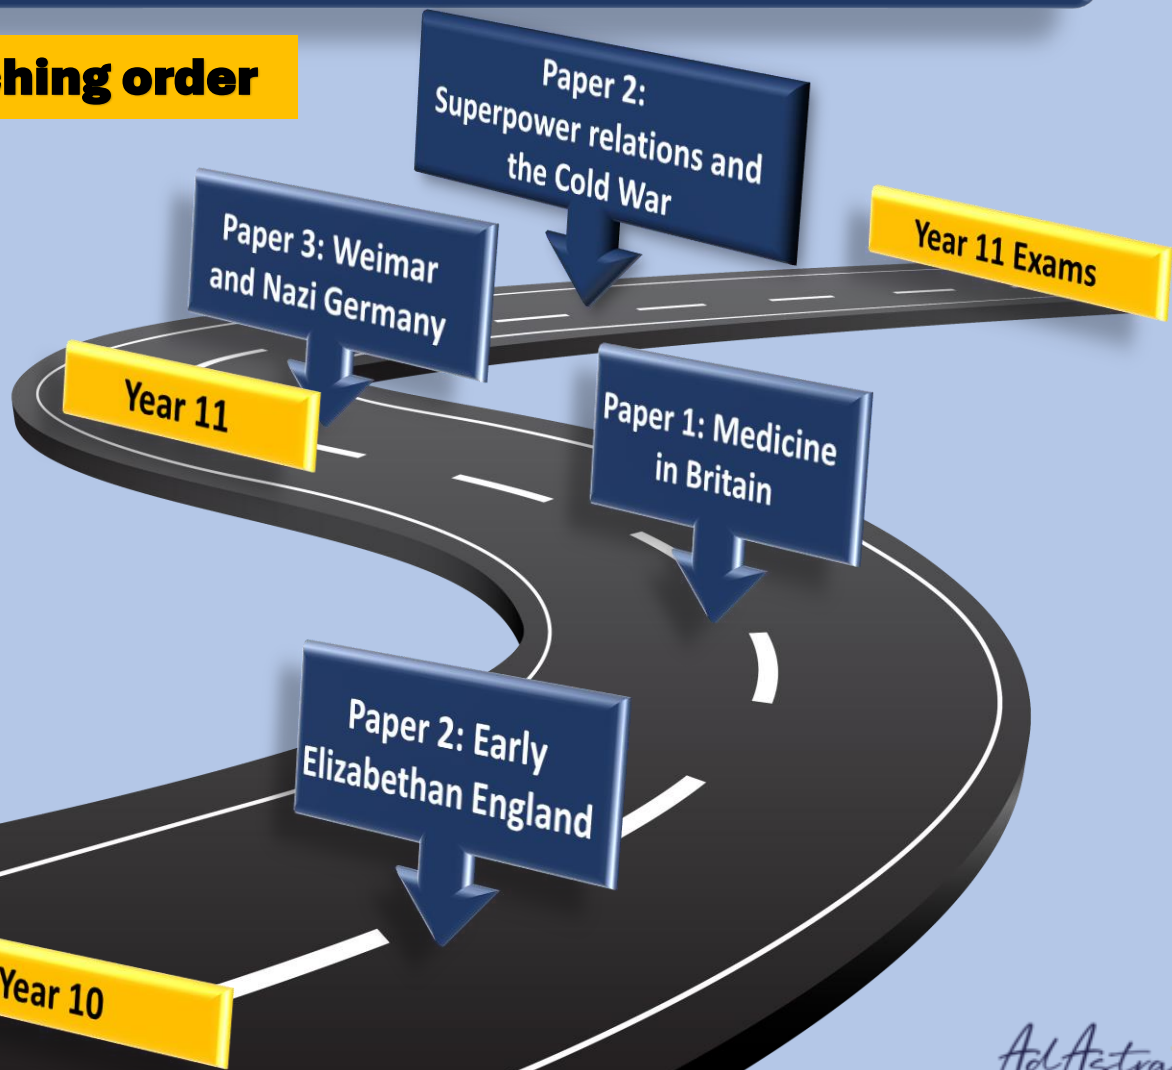 ching order
Paper 2:
Superpower relations and
the Cold War
Year 11 Exams
Paper 3: Weimar
and Nazi Germany
Year 11
Paper 1: Medicine
in Britain
Paper 2: Early
Elizabethan England
Year 10
AdAstra